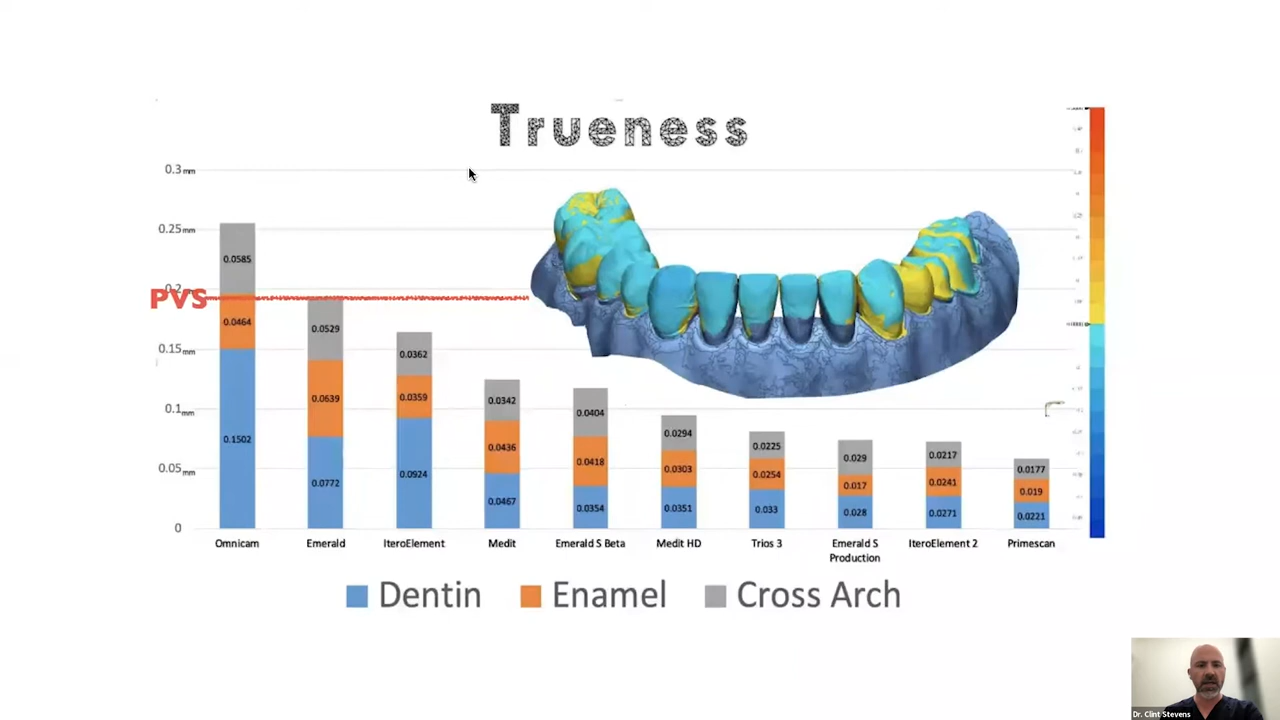 Trueness
0.3 mm
0.25 mm
0.2
PVS
0.15 mm
0.1 mm
0.05 mm
0
0.0585
0.0464
0.1502
0.0529
0.0639
0.0772
0.0362
0.0359
0.0924
0.0342
0.0436
0.0467
0.0404
0.0418
0.0354
0.0294
0.0303
0.0351
0.0225
0.0254
0.033
0.029
0.017
0.028
0.0217
0.0241
0.0271
0.0177
0.019
0.0221
Omnicam Emerald IteroElement Medit Emerald S Beta Medit HD Trios 3 Emerald S IteroElement 2 Primescan
Production
Dentin Enamel Cross Arch
Dr. Clint Stevens